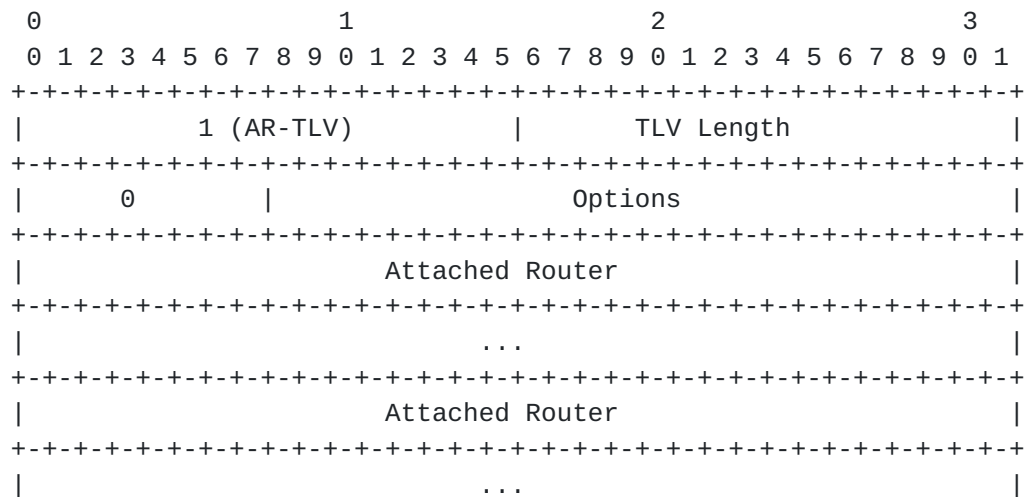 0                   1                   2                   3
 0 1 2 3 4 5 6 7 8 9 0 1 2 3 4 5 6 7 8 9 0 1 2 3 4 5 6 7 8 9 0 1
+-+-+-+-+-+-+-+-+-+-+-+-+-+-+-+-+-+-+-+-+-+-+-+-+-+-+-+-+-+-+-+-+
|           1 (AR-TLV)          |       TLV Length              |
+-+-+-+-+-+-+-+-+-+-+-+-+-+-+-+-+-+-+-+-+-+-+-+-+-+-+-+-+-+-+-+-+
|      0        |                   Options                     |
+-+-+-+-+-+-+-+-+-+-+-+-+-+-+-+-+-+-+-+-+-+-+-+-+-+-+-+-+-+-+-+-+
|                       Attached Router                         |
+-+-+-+-+-+-+-+-+-+-+-+-+-+-+-+-+-+-+-+-+-+-+-+-+-+-+-+-+-+-+-+-+
|                             ...                               |
+-+-+-+-+-+-+-+-+-+-+-+-+-+-+-+-+-+-+-+-+-+-+-+-+-+-+-+-+-+-+-+-+
|                       Attached Router                         |
+-+-+-+-+-+-+-+-+-+-+-+-+-+-+-+-+-+-+-+-+-+-+-+-+-+-+-+-+-+-+-+-+
|                             ...                               |